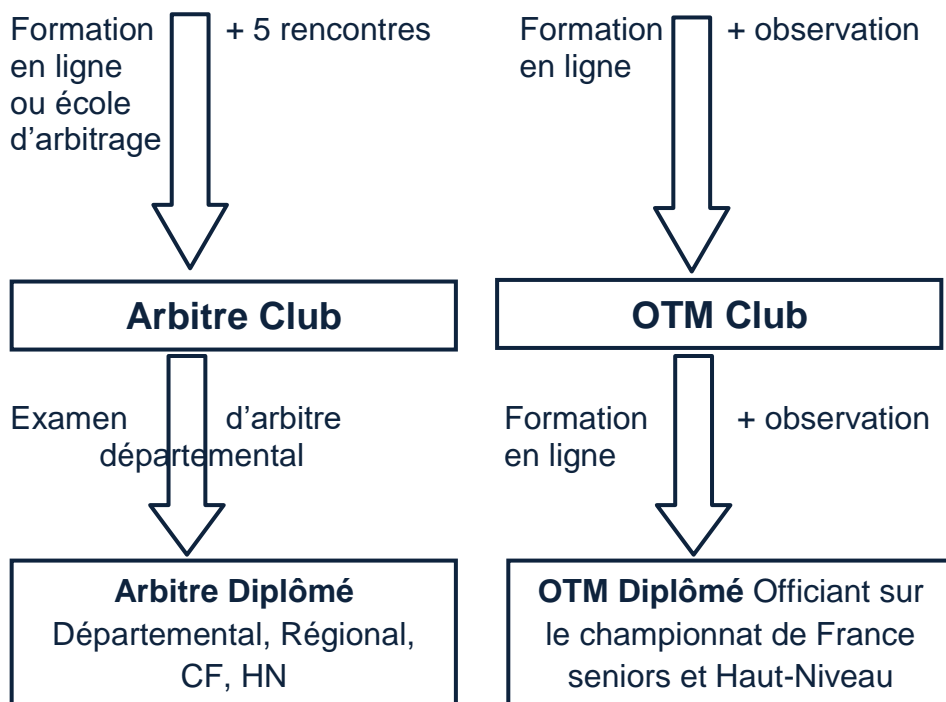 Formation
en ligne
ou école
d'arbitrage
+ 5 rencontres
Formation
en ligne
+ observation
Arbitre Club
OTM Club
Examen d'arbitre
départemental
Formation
en ligne
+ observation
Arbitre Diplômé
Départemental, Régional,
CF, HN
OTM Diplômé Officiant sur
le championnat de France
seniors et Haut-Niveau